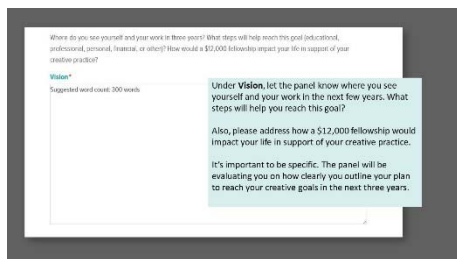 Where do you see yourself and your work in three years? What steps will help reach this goal (educational,
professional, personal, financial, or other)? How would a $12,000 fellowship impact your life in support of your
creative practice?
Vision*
Suggested word count: 300 words
Under Vision, let the panel know where you see
yourself and your work in the next few years. What
steps will help you reach this goal?
Also, please address how a $12,000 fellowship would
impact your life in support of your creative practice.
It's important to be specific. The panel will be
evaluating you on how clearly you outline your plan
to reach your creative goals in the next three years.